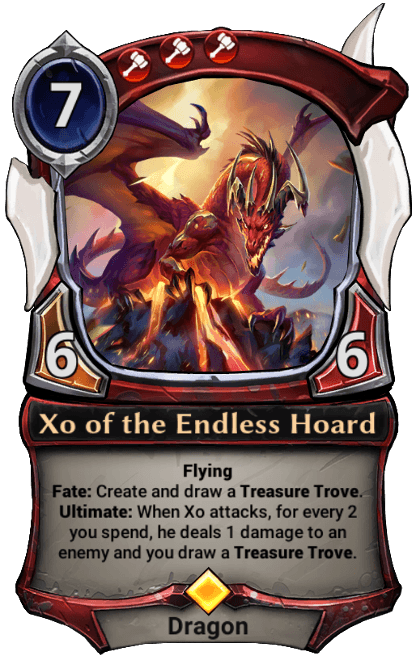 7
6
6
Xo of the Endless Hoard
Flying
Fate: Create and draw a Treasure Trove.
Ultimate: When Xo attacks, for every 2
you spend, he deals 1 damage to an
enemy and you draw a Treasure Trove.
Dragon